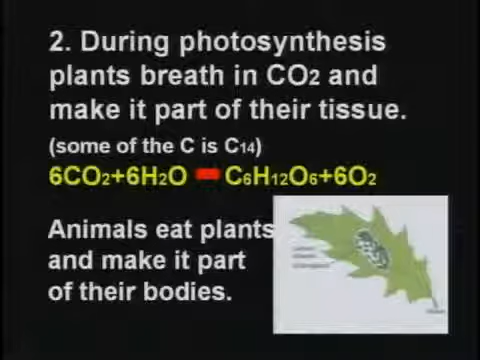 2. During photosynthesis
plants breath in CO2 and
make it part of their tissue.
(some of the C is C14)
6CO2+6H2O C6H12O6+6O2
Animals eat plants
and make it part
of their bodies.